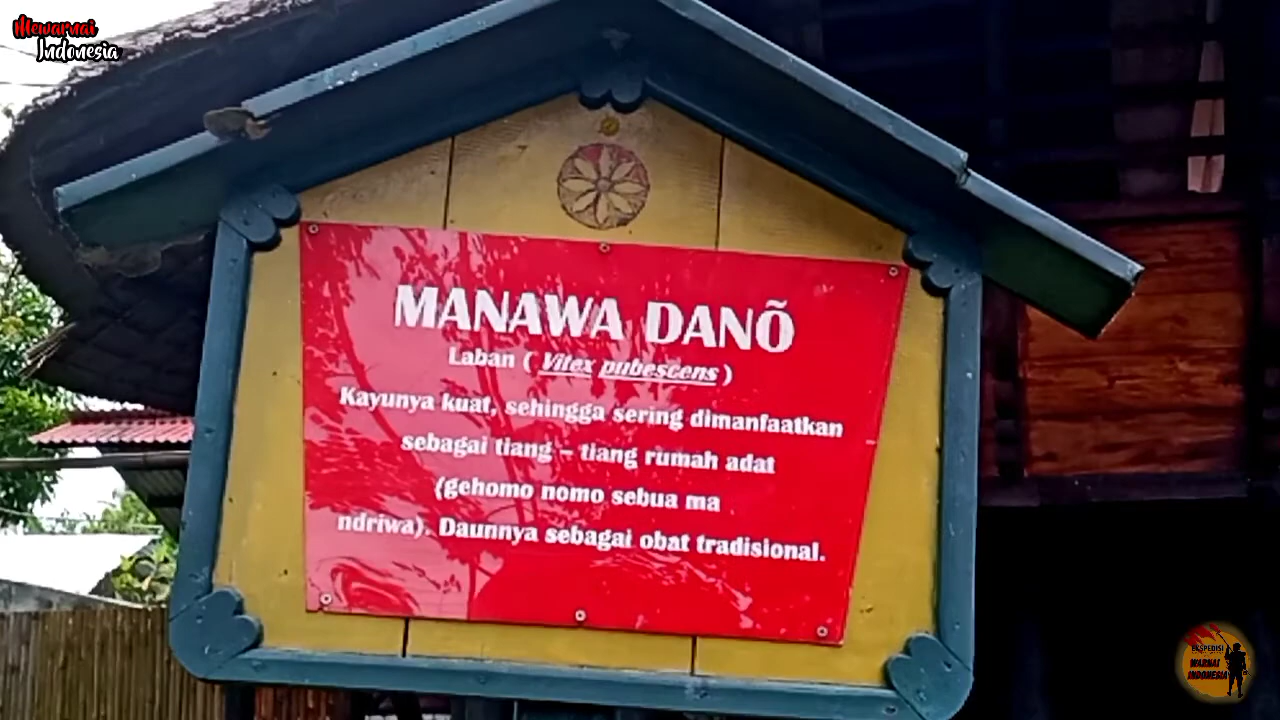 Mewarnai
Indonesia
MANAWA DANÕ
Laban ( Vitex pubescens )
Kayunya kuat, sehingga sering dimanfaatkan
sebagai tiang – tiang rumah adat
(gehomo nomo sebua ma
ndriwa). Daunnya sebagai obat tradisional.
EKSPEDISI
WARNAI
INDONESIA